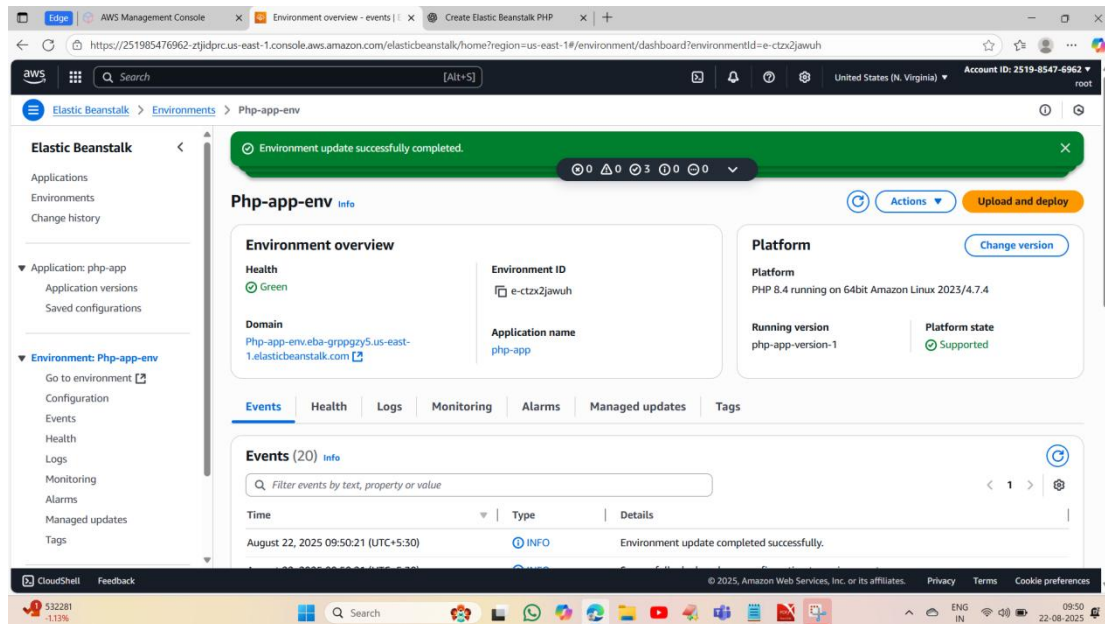 Edge
AWS Management Console
Environment overview - events |
Create Elastic Beanstalk PHP
https://251985476962-ztjidprc.us-east-1.console.aws.amazon.com/elasticbeanstalk/home?region=us-east-1#/environment/dashboard?environmentId=e-ctzx2jawuh
aws
Search [Alt+S]
United States (N. Virginia)
Account ID: 2519-8547-6962
root
Elastic Beanstalk > Environments > Php-app-env
Elastic Beanstalk
Applications
Environments
Change history
Application: php-app
Application versions
Saved configurations
Environment: Php-app-env
Go to environment
Configuration
Events
Health
Logs
Monitoring
Alarms
Managed updates
Tags
Environment update successfully completed.
0 0 3 0 0
Php-app-env Info
Actions
Upload and deploy
Environment overview
Health
Green
Environment ID
e-ctzx2jawuh
Domain
Php-app-env.eba-grppgzy5.us-east-
1.elasticbeanstalk.com
Application name
php-app
Platform
Change version
Platform
PHP 8.4 running on 64bit Amazon Linux 2023/4.7.4
Running version
php-app-version-1
Platform state
Supported
Events Health Logs Monitoring Alarms Managed updates Tags
Events (20) Info
Filter events by text, property or value
1
Time Type Details
August 22, 2025 09:50:21 (UTC+5:30) INFO Environment update completed successfully.
CloudShell Feedback
© 2025, Amazon Web Services, Inc. or its affiliates. Privacy Terms Cookie preferences
532281
-1.13%
Search
ENG
IN
09:50
22-08-2025